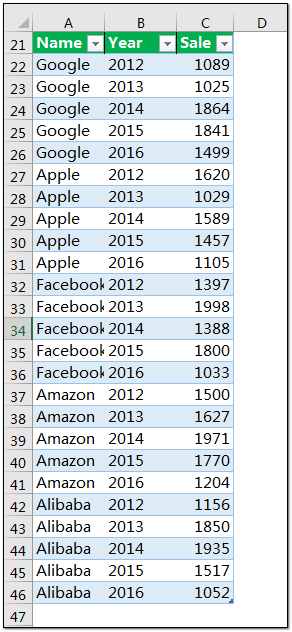 A B C D
21 Name Year Sale
22 Google 2012 1089
23 Google 2013 1025
24 Google 2014 1864
25 Google 2015 1841
26 Google 2016 1499
27 Apple 2012 1620
28 Apple 2013 1029
29 Apple 2014 1589
30 Apple 2015 1457
31 Apple 2016 1105
32 Facebook 2012 1397
33 Facebook 2013 1998
34 Facebook 2014 1388
35 Facebook 2015 1800
36 Facebook 2016 1033
37 Amazon 2012 1500
38 Amazon 2013 1627
39 Amazon 2014 1971
40 Amazon 2015 1770
41 Amazon 2016 1204
42 Alibaba 2012 1156
43 Alibaba 2013 1850
44 Alibaba 2014 1935
45 Alibaba 2015 1517
46 Alibaba 2016 1052
47